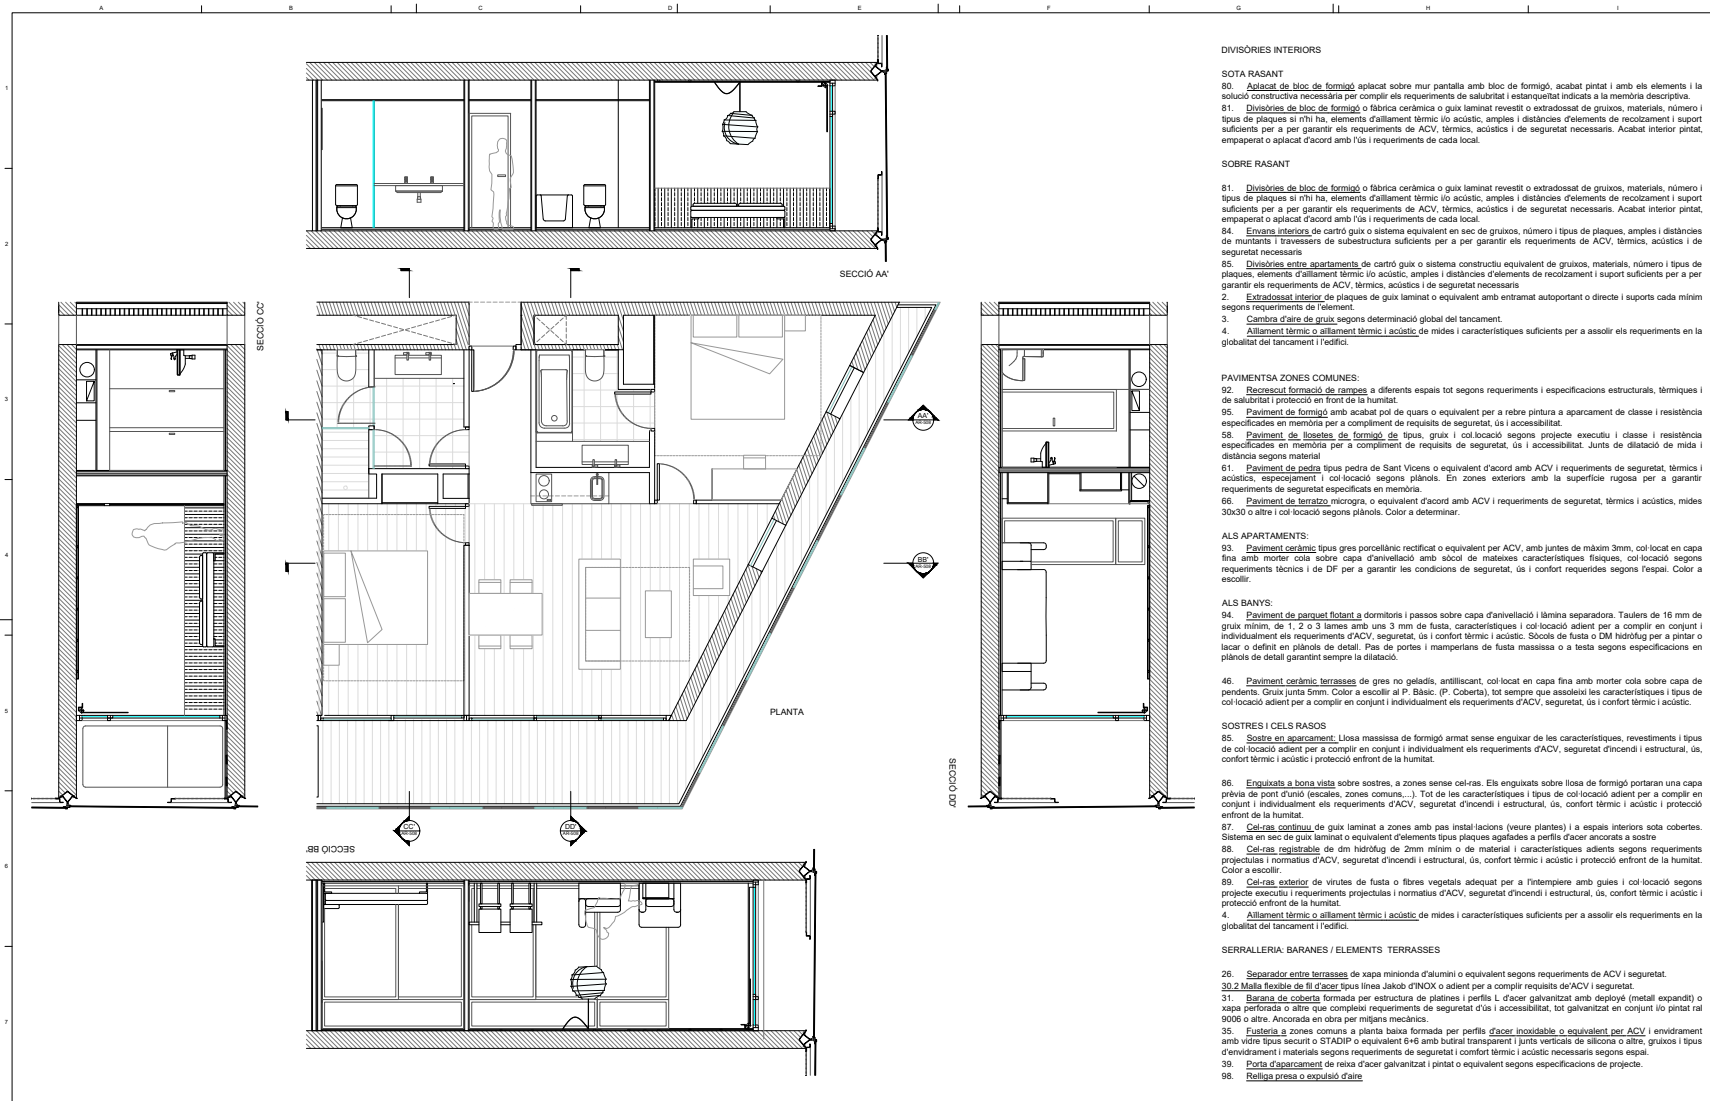 A B C D E F G H I
1
2
3
4
5
6
7
SECCIÓ AA'
SECCIÓ CC'
AA'
BB'
PLANTA
SECCIÓ DD'
CC'
DD'
SECCIÓ BB'
DIVISÒRIES INTERIORS
SOTA RASANT
80. Aplacat de bloc de formigó aplacat sobre mur pantalla amb bloc de formigó, acabat pintat i amb els elements i la
solució constructiva necessària per complir els requeriments de salubritat i estanqueïtat indicats a la memòria descriptiva.
81. Divisòries de bloc de formigó o fàbrica ceràmica o guix laminat revestit o extradossat de gruixos, materials, número i
tipus de plaques si n'hi ha, elements d'aïllament tèrmic i/o acústic, amples i distàncies d'elements de recolzament i suport
suficients per a per garantir els requeriments de ACV, tèrmics, acústics i de seguretat necessaris. Acabat interior pintat,
empaperat o aplacat d'acord amb l'ús i requeriments de cada local.
SOBRE RASANT
81. Divisòries de bloc de formigó o fàbrica ceràmica o guix laminat revestit o extradossat de gruixos, materials, número i
tipus de plaques si n'hi ha, elements d'aïllament tèrmic i/o acústic, amples i distàncies d'elements de recolzament i suport
suficients per a per garantir els requeriments de ACV, tèrmics, acústics i de seguretat necessaris. Acabat interior pintat,
empaperat o aplacat d'acord amb l'ús i requeriments de cada local.
84. Envans interiors de cartró guix o sistema equivalent en sec de gruixos, número i tipus de plaques, amples i distàncies
de muntants i travessers de subestructura suficients per a per garantir els requeriments de ACV, tèrmics, acústics i de
seguretat necessaris
85. Divisòries entre apartaments de cartró guix o sistema constructiu equivalent de gruixos, materials, número i tipus de
plaques, elements d'aïllament tèrmic i/o acústic, amples i distàncies d'elements de recolzament i suport suficients per a per
garantir els requeriments de ACV, tèrmics, acústics i de seguretat necessaris
2. Extradossat interior de plaques de guix laminat o equivalent amb entramat autoportant o directe i suports cada mínim
segons requeriments de l'element.
3. Cambra d'aire de gruix segons determinació global del tancament.
4. Aïllament tèrmic o aïllament tèrmic i acústic de mides i característiques suficients per a assolir els requeriments en la
globalitat del tancament i l'edifici.
PAVIMENTSA ZONES COMUNES:
92. Recrescut formació de rampes a diferents espais tot segons requeriments i especificacions estructurals, tèrmiques i
de salubritat i protecció en front de la humitat.
95. Paviment de formigó amb acabat pol de quars o equivalent per a rebre pintura a aparcament de classe i resistència
especificades en memòria per a compliment de requisits de seguretat, ús i accessibilitat.
58. Paviment de llosetes de formigó de tipus, gruix i col.locació segons projecte executiu i classe i resistència
especificades en memòria per a compliment de requisits de seguretat, ús i accessibilitat. Junts de dilatació de mida i
distància segons material
61. Paviment de pedra tipus pedra de Sant Vicens o equivalent d'acord amb ACV i requeriments de seguretat, tèrmics i
acústics, especejament i col·locació segons plànols. En zones exteriors amb la superfície rugosa per a garantir
requeriments de seguretat especificats en memòria.
66. Paviment de terratzo microgra, o equivalent d'acord amb ACV i requeriments de seguretat, tèrmics i acústics, mides
30x30 o altre i col·locació segons plànols. Color a determinar.
ALS APARTAMENTS:
93. Paviment ceràmic tipus gres porcellànic rectificat o equivalent per ACV, amb juntes de màxim 3mm, col·locat en capa
fina amb morter cola sobre capa d'anivellació amb sòcol de mateixes característiques físiques, col·locació segons
requeriments tècnics i de DF per a garantir les condicions de seguretat, ús i confort requerides segons l'espai. Color a
escollir.
ALS BANYS:
94. Paviment de parquet flotant a dormitoris i passos sobre capa d'anivellació i làmina separadora. Taulers de 16 mm de
gruix mínim, de 1, 2 o 3 lames amb uns 3 mm de fusta, característiques i col·locació adient per a complir en conjunt i
individualment els requeriments d'ACV, seguretat, ús i confort tèrmic i acústic. Sòcols de fusta o DM hidròfug per a pintar o
lacar o definit en plànols de detall. Pas de portes i mamperlans de fusta massissa o a testa segons especificacions en
plànols de detall garantint sempre la dilatació.
46. Paviment ceràmic terrasses de gres no geladís, antilliscant, col·locat en capa fina amb morter cola sobre capa de
pendents. Gruix junta 5mm. Color a escollir al P. Bàsic. (P. Coberta), tot sempre que assoleixi les característiques i tipus de
col·locació adient per a complir en conjunt i individualment els requeriments d'ACV, seguretat, ús i confort tèrmic i acústic.
SOSTRES I CELS RASOS
85. Sostre en aparcament: Llosa massissa de formigó armat sense enguixar de les característiques, revestiments i tipus
de col·locació adient per a complir en conjunt i individualment els requeriments d'ACV, seguretat d'incendi i estructural, ús,
confort tèrmic i acústic i protecció enfront de la humitat.
86. Enguixats a bona vista sobre sostres, a zones sense cel-ras. Els enguixats sobre llosa de formigó portaran una capa
prèvia de pont d'unió (escales, zones comuns,...). Tot de les característiques i tipus de col·locació adient per a complir en
conjunt i individualment els requeriments d'ACV, seguretat d'incendi i estructural, ús, confort tèrmic i acústic i protecció
enfront de la humitat.
87. Cel-ras continuu de guix laminat a zones amb pas instal·lacions (veure plantes) i a espais interiors sota cobertes.
Sistema en sec de guix laminat o equivalent d'elements tipus plaques agafades a perfils d'acer ancorats a sostre
88. Cel-ras registrable de dm hidròfug de 2mm mínim o de material i característiques adients segons requeriments
projectulas i normatius d'ACV, seguretat d'incendi i estructural, ús, confort tèrmic i acústic i protecció enfront de la humitat.
Color a escollir.
89. Cel-ras exterior de virutes de fusta o fibres vegetals adequat per a l'intempere amb guies i col·locació segons
projecte executiu i requeriments projectulas i normatius d'ACV, seguretat d'incendi i estructural, ús, confort tèrmic i acústic i
protecció enfront de la humitat.
4. Aïllament tèrmic o aïllament tèrmic i acústic de mides i característiques suficients per a assolir els requeriments en la
globalitat del tancament i l'edifici.
SERRALLERIA: BARANES / ELEMENTS TERRASSES
26. Separador entre terrasses de xapa minionda d'alumini o equivalent segons requeriments de ACV i seguretat.
30.2 Malla flexible de fil d'acer tipus línea Jakob d'INOX o adient per a complir requisits de'ACV i seguretat.
31. Barana de coberta formada per estructura de platines i perfils L d'acer galvanitzat amb deployé (metall expandit) o
xapa perforada o altre que compleixi requeriments de seguretat d'ús i accessibilitat, tot galvanitzat en conjunt i/o pintat ral
9006 o altre. Ancorada en obra per mitjans mecànics.
35. Fusteria a zones comuns a planta baixa formada per perfils d'acer inoxidable o equivalent per ACV i envidrament
amb vidre tipus securit o STADIP o equivalent 6+6 amb butiral transparent i junts verticals de silicona o altre, gruixos i tipus
d'envidrament i materials segons requeriments de seguretat i comfort tèrmic i acústic necessaris segons espai.
39. Porta d'aparcament de reixa d'acer galvanitzat i pintat o equivalent segons especificacions de projecte.
98. Relliga presa o expulsió d'aire